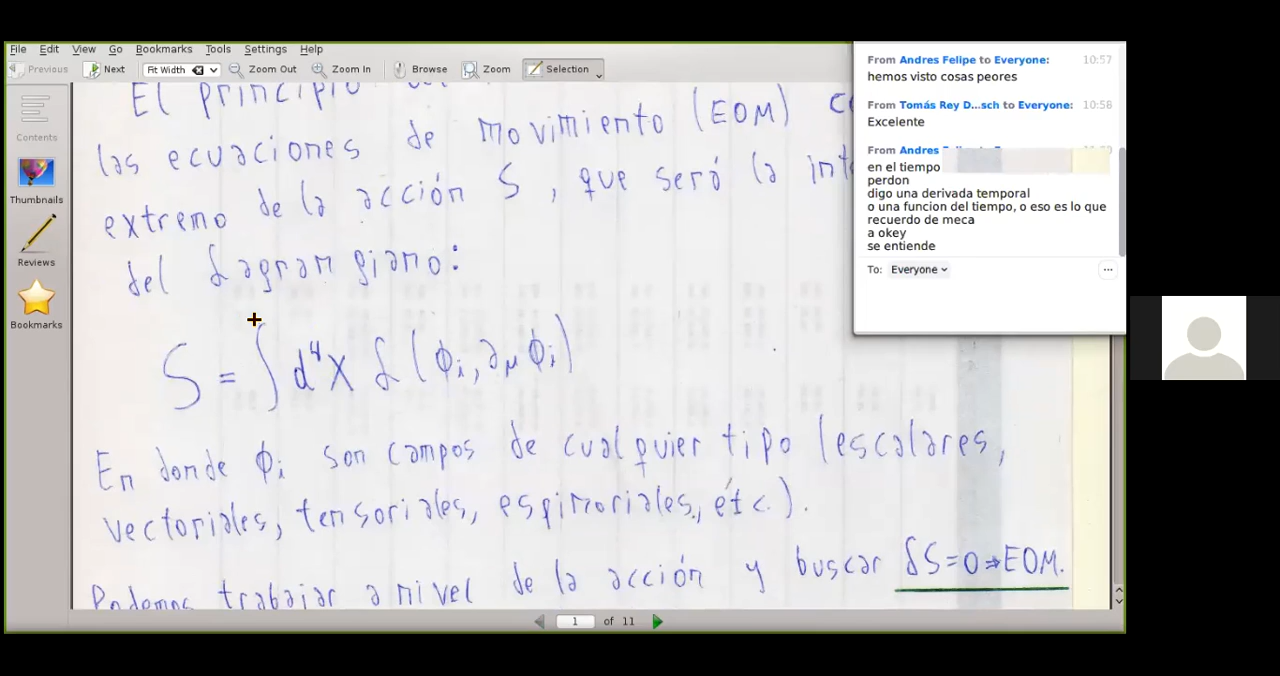 File Edit View Go Bookmarks Tools Settings Help
Previous Next Fit Width Zoom Out Zoom In Browse Zoom Selection
Contents
Thumbnails
Reviews
Bookmarks
El principio
las ecuaciones de movimiento (EOM)
extremo de la acción S, que será la
del Lagrangiano:
S = ∫ d⁴x ℒ (ϕᵢ, ∂μ ϕᵢ)
En donde ϕᵢ son campos de cualquier tipo (escalares,
vectoriales, tensoriales, espinoriales, etc.).
Podemos trabajar a nivel de la acción y buscar δS=0⇒EOM.
1 of 11
From Andres Felipe to Everyone: 10:57
hemos visto cosas peores
From Tomás Rey D...sch to Everyone: 10:58
Excelente
From Andres
en el tiempo
perdon
digo una derivada temporal
o una funcion del tiempo, o eso es lo que
recuerdo de meca
a okey
se entiende
To: Everyone